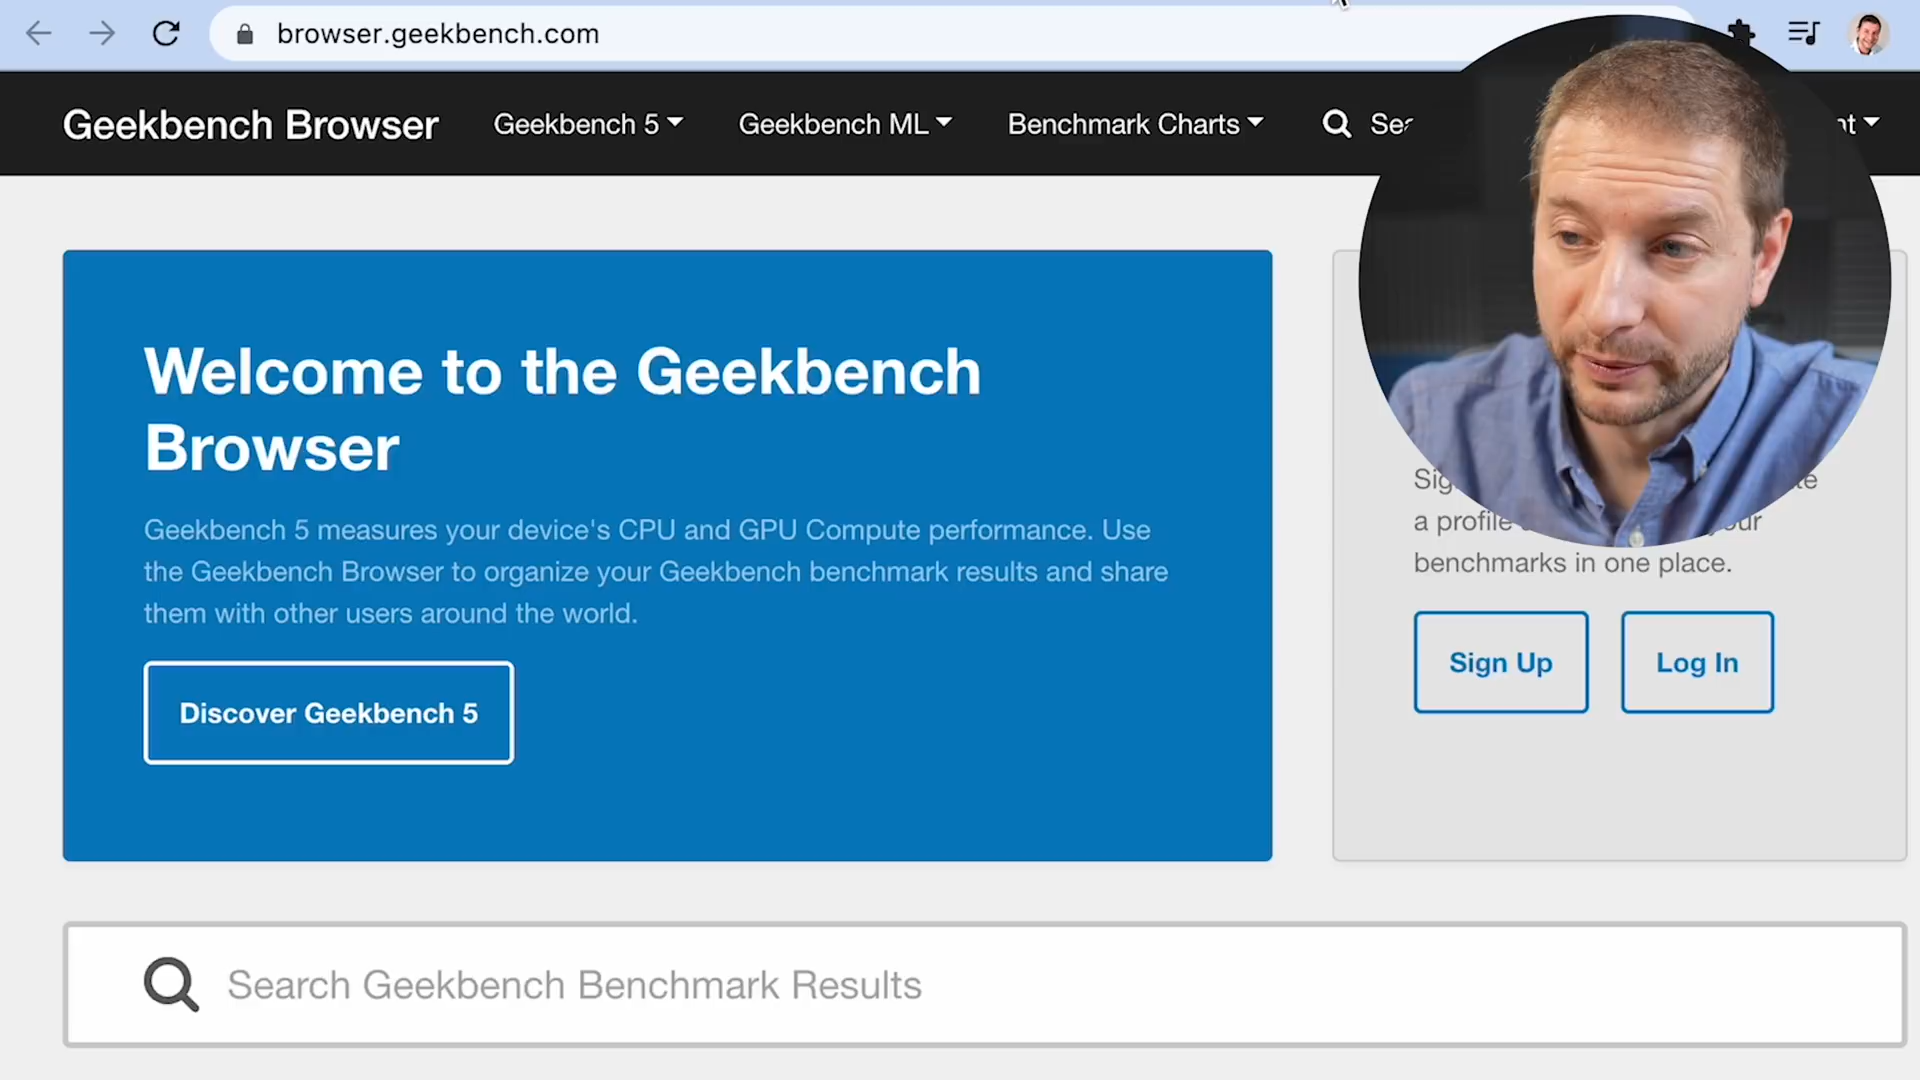 browser.geekbench.com
Geekbench Browser
Geekbench 5
Geekbench ML
Benchmark Charts
Welcome to the Geekbench
Browser
Geekbench 5 measures your device's CPU and GPU Compute performance. Use
the Geekbench Browser to organize your Geekbench benchmark results and share
them with other users around the world.
Discover Geekbench 5
a profile
benchmarks in one place.
Sign Up
Log In
Search Geekbench Benchmark Results